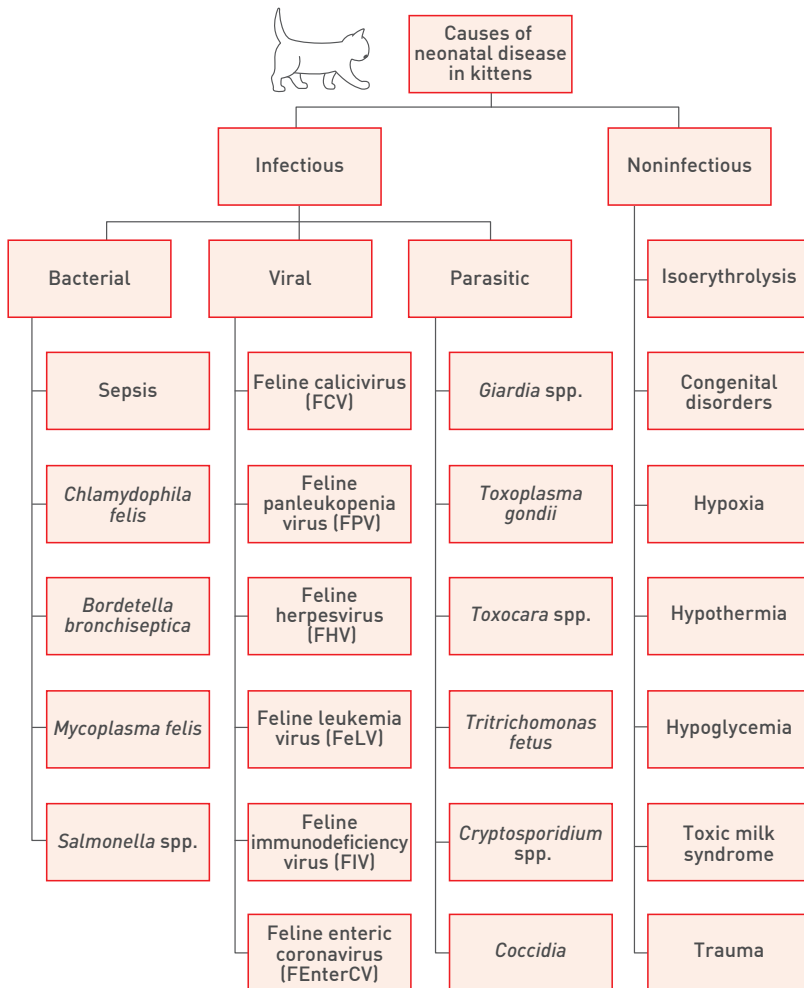 Causes of
neonatal disease
in kittens
Infectious
Noninfectious
Bacterial
Viral
Parasitic
Sepsis
Chlamydophila
felis
Bordetella
bronchiseptica
Mycoplasma felis
Salmonella spp.
Feline calicivirus
(FCV)
Feline
panleukopenia
virus (FPV)
Feline
herpesvirus
(FHV)
Feline leukemia
virus (FeLV)
Feline
immunodeficiency
virus (FIV)
Feline enteric
coronavirus
(FEnterCV)
Giardia spp.
Toxoplasma
gondii
Toxocara spp.
Tritrichomonas
fetus
Cryptosporidium
spp.
Coccidia
Isoerythrolysis
Congenital
disorders
Hypoxia
Hypothermia
Hypoglycemia
Toxic milk
syndrome
Trauma